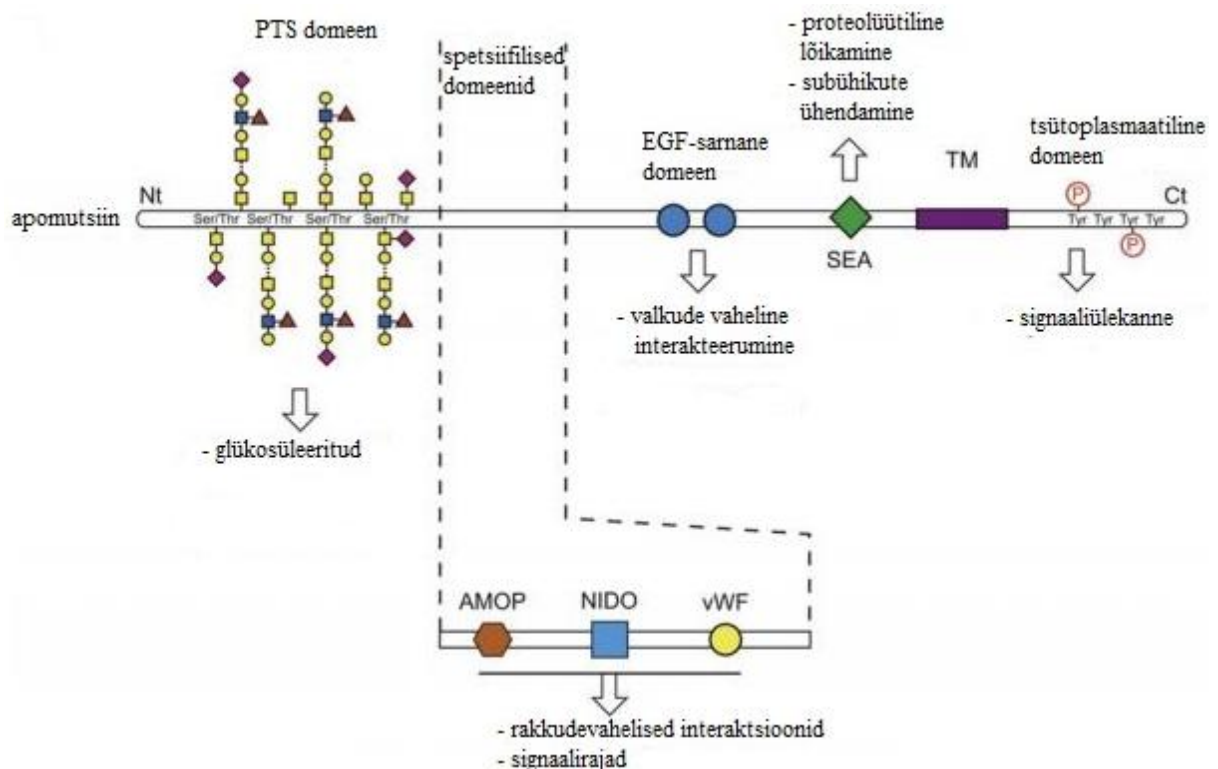 PTS domeen
spetsiifilised
domeenid
- proteolüütiline
lõikamine
- subühikute
ühendamine
EGF-sarnane
domeen
TM
tsütoplasmaatiline
domeen
apomutsiin
Nt
Ser/Thr Ser/Thr Ser/Thr Ser/Thr
SEA
P
Tyr Tyr Tyr Tyr
P
Ct
- glükosüleeritud
- valkude vaheline
interakteerumine
- signaaliülekanne
AMOP NIDO vWF
- rakkudevahelised interaktsioonid
- signaalirajad